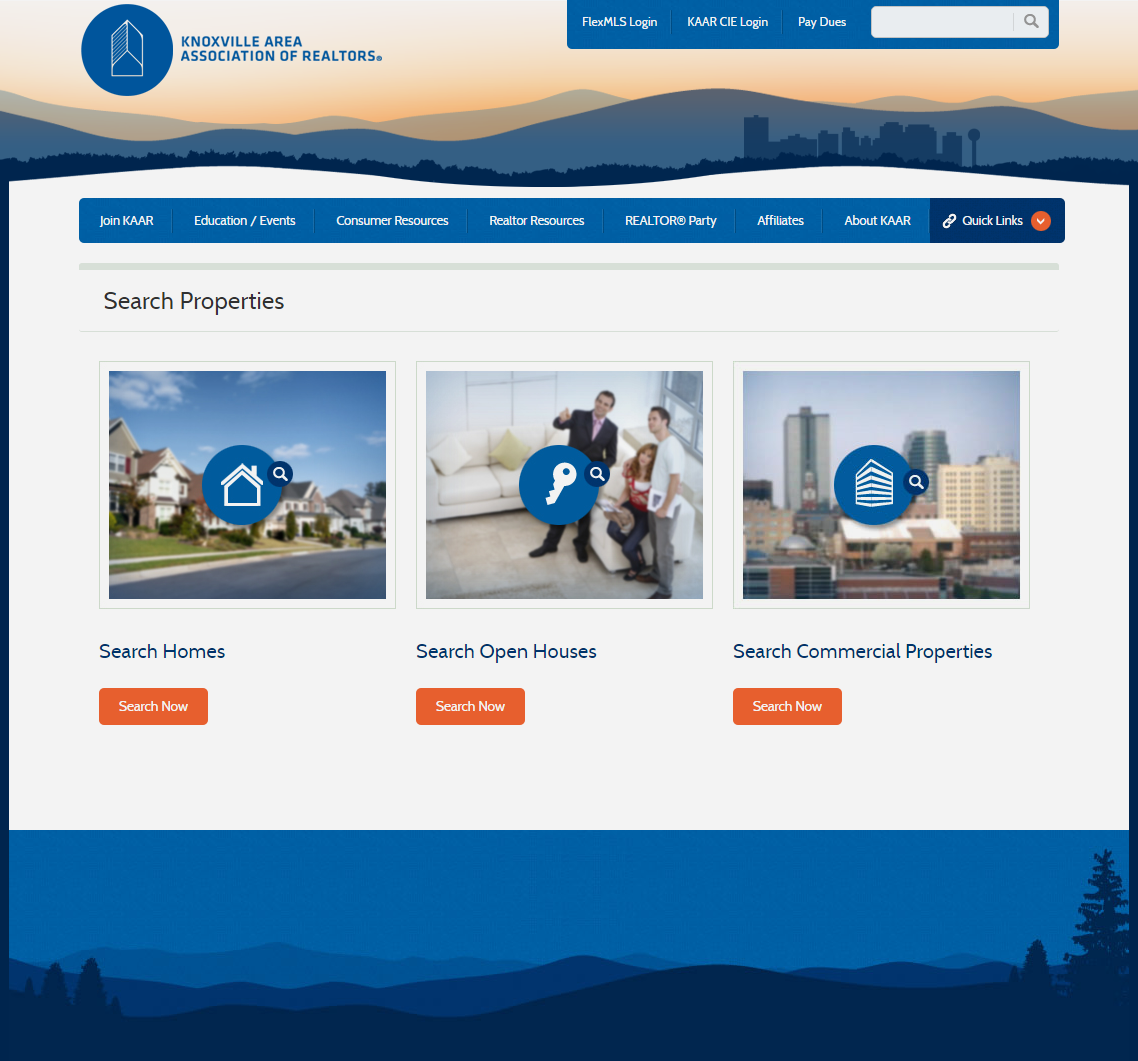 KNOXVILLE AREA
ASSOCIATION OF REALTORS®
FlexMLS Login
KAAR CIE Login
Pay Dues
Join KAAR
Education / Events
Consumer Resources
Realtor Resources
REALTOR® Party
Affiliates
About KAAR
Quick Links
Search Properties
Search Homes
Search Open Houses
Search Commercial Properties
Search Now
Search Now
Search Now